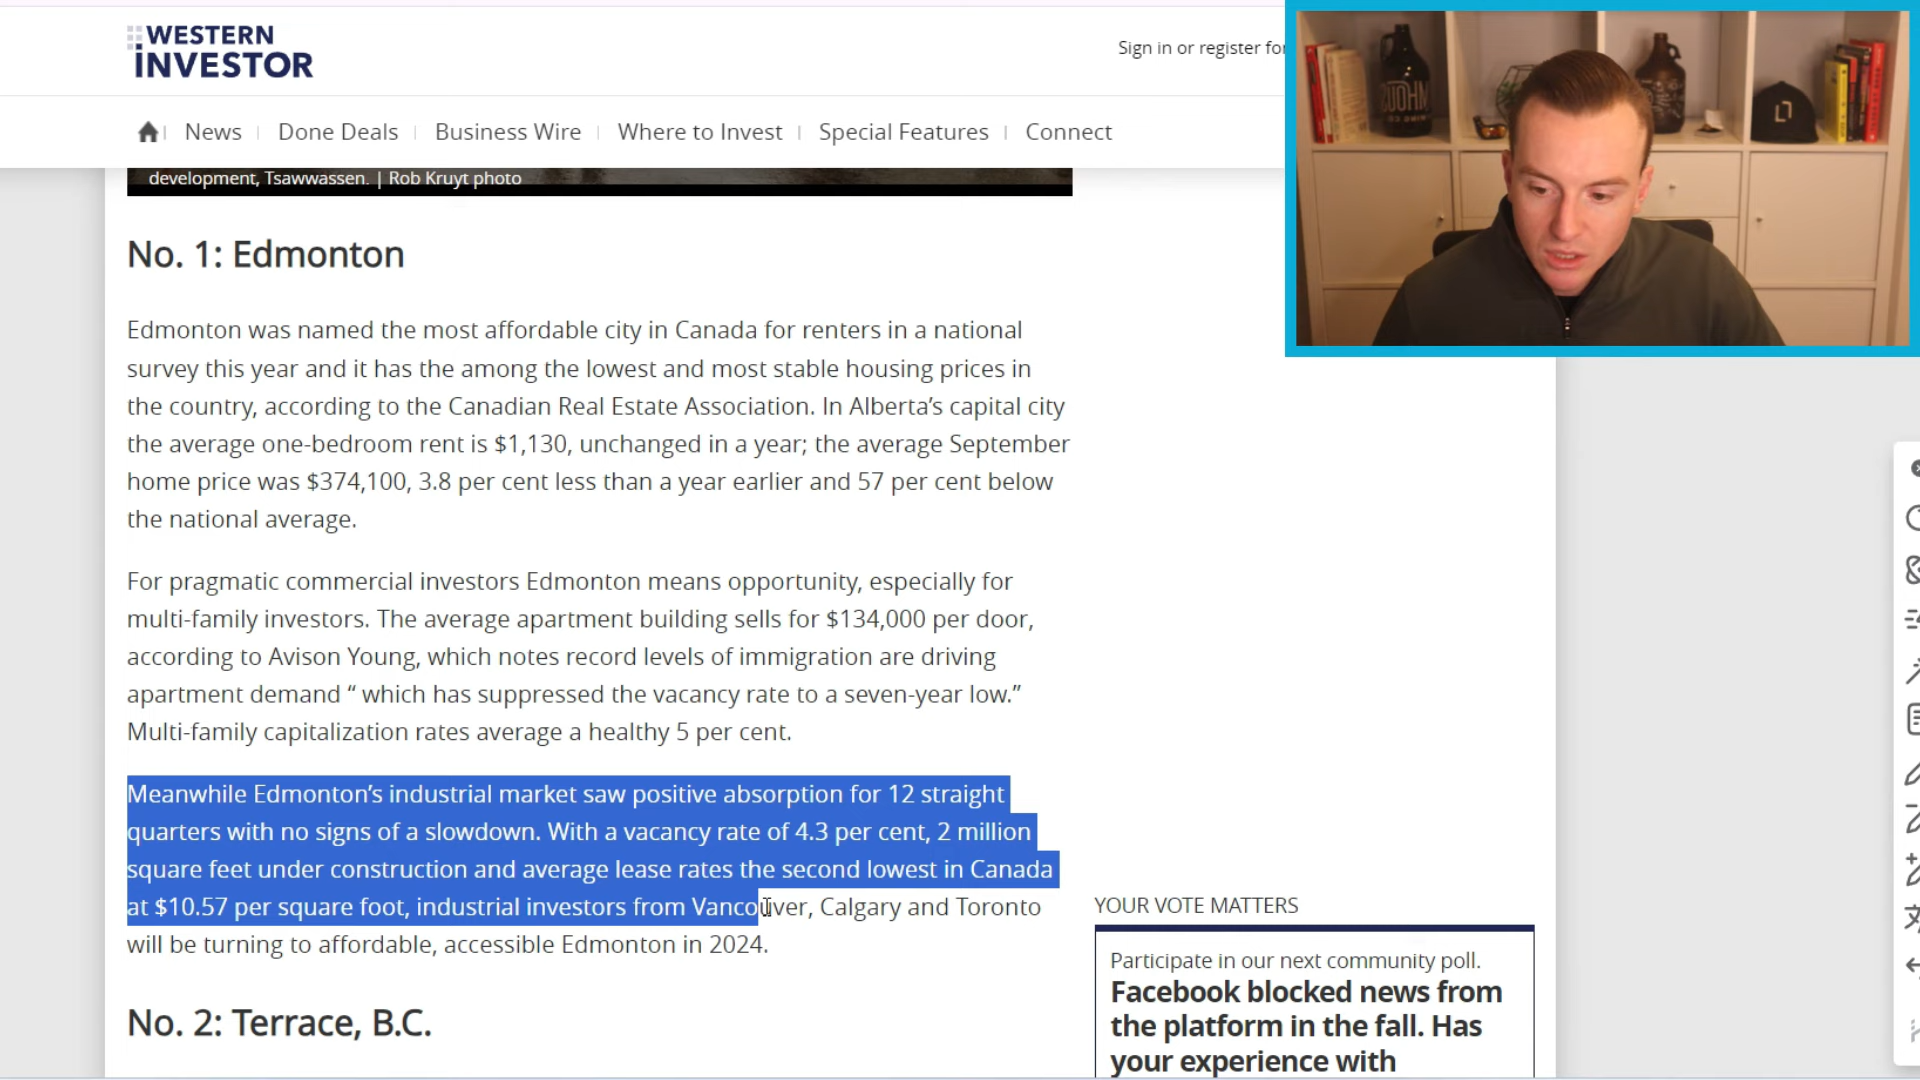 WESTERN
INVESTOR
Sign in or register for
News
Done Deals
Business Wire
Where to Invest
Special Features
Connect
development, Tsawwassen. | Rob Kruyt photo
No. 1: Edmonton
Edmonton was named the most affordable city in Canada for renters in a national
survey this year and it has the among the lowest and most stable housing prices in
the country, according to the Canadian Real Estate Association. In Alberta’s capital city
the average one-bedroom rent is $1,130, unchanged in a year; the average September
home price was $374,100, 3.8 per cent less than a year earlier and 57 per cent below
the national average.
For pragmatic commercial investors Edmonton means opportunity, especially for
multi-family investors. The average apartment building sells for $134,000 per door,
according to Avison Young, which notes record levels of immigration are driving
apartment demand “ which has suppressed the vacancy rate to a seven-year low.”
Multi-family capitalization rates average a healthy 5 per cent.
Meanwhile Edmonton’s industrial market saw positive absorption for 12 straight
quarters with no signs of a slowdown. With a vacancy rate of 4.3 per cent, 2 million
square feet under construction and average lease rates the second lowest in Canada
at $10.57 per square foot, industrial investors from Vancouver, Calgary and Toronto
will be turning to affordable, accessible Edmonton in 2024.
No. 2: Terrace, B.C.
YOUR VOTE MATTERS
Participate in our next community poll.
Facebook blocked news from
the platform in the fall. Has
your experience with